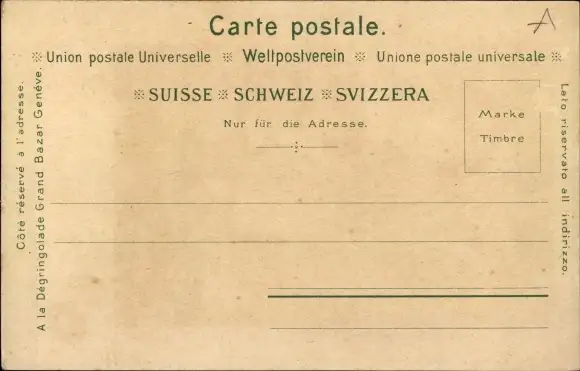 Carte postale.
※ Union postale Universelle ※ Weltpostverein ※ Unione postale universale ※
※ SUISSE ※ SCHWEIZ ※ SVIZZERA
Nur für die Adresse.
Marke
Timbre
Côté réservé à l'adresse.
A la Dégringolade Grand Bazar Genève.
Lato riservato all indirizzo.